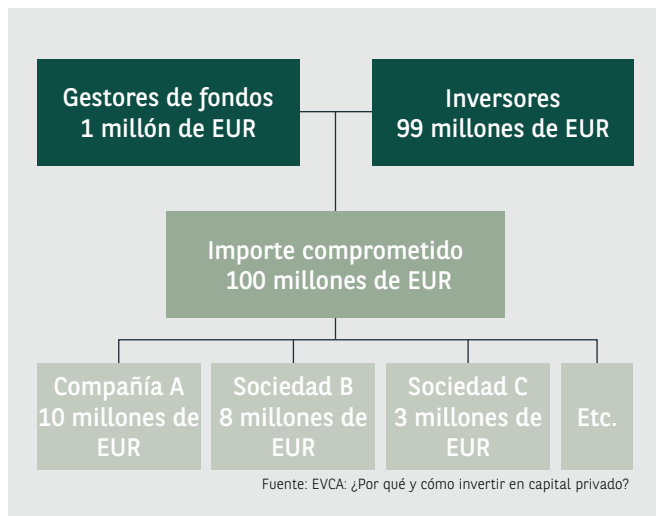 Gestores de fondos
1 millón de EUR
Inversores
99 millones de EUR
Importe comprometido
100 millones de EUR
Compañía A
10 millones de
EUR
Sociedad B
8 millones de
EUR
Sociedad C
3 millones de
EUR
Etc.
Fuente: EVCA: ¿Por qué y cómo invertir en capital privado?